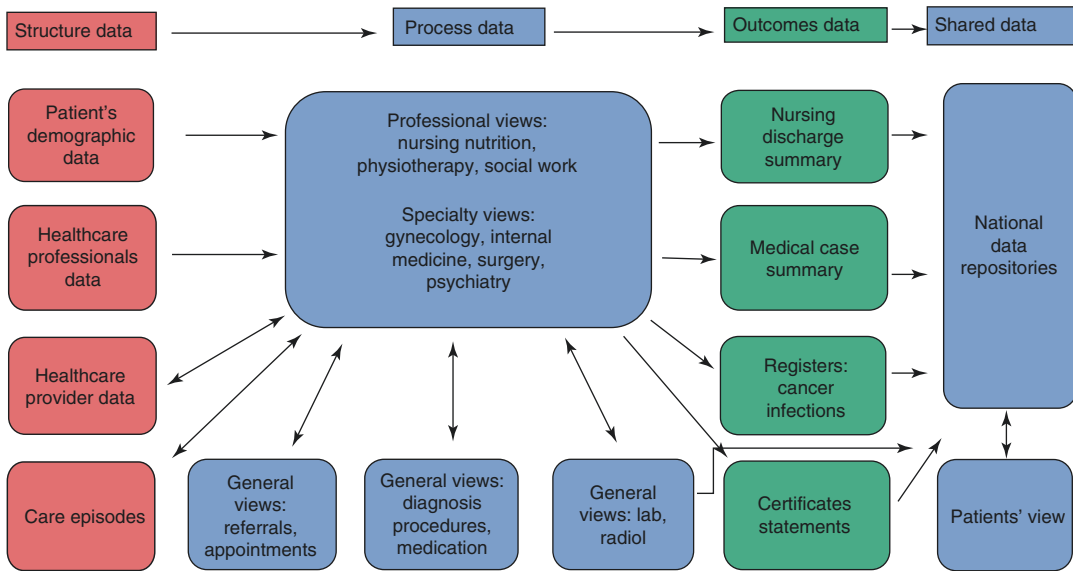 Structure data
Process data
Outcomes data
Shared data
Patient's
demographic
data
Professional views:
nursing nutrition,
physiotherapy, social work
Specialty views:
gynecology, internal
medicine, surgery,
psychiatry
Nursing
discharge
summary
National
data
repositories
Healthcare
professionals
data
Medical case
summary
Healthcare
provider data
Registers:
cancer
infections
Care episodes
General
views:
referrals,
appointments
General views:
diagnosis
procedures,
medication
General
views: lab,
radiol
Certificates
statements
Patients' view